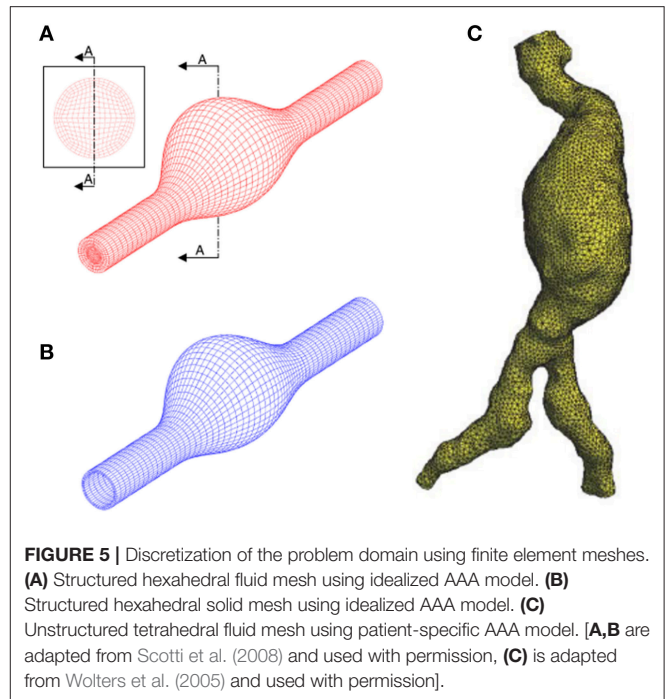 A
C
A
A
A
A
B
FIGURE 5 | Discretization of the problem domain using finite element meshes.
(A) Structured hexahedral fluid mesh using idealized AAA model. (B)
Structured hexahedral solid mesh using idealized AAA model. (C)
Unstructured tetrahedral fluid mesh using patient-specific AAA model. [A,B are
adapted from Scotti et al. (2008) and used with permission, (C) is adapted
from Wolters et al. (2005) and used with permission].